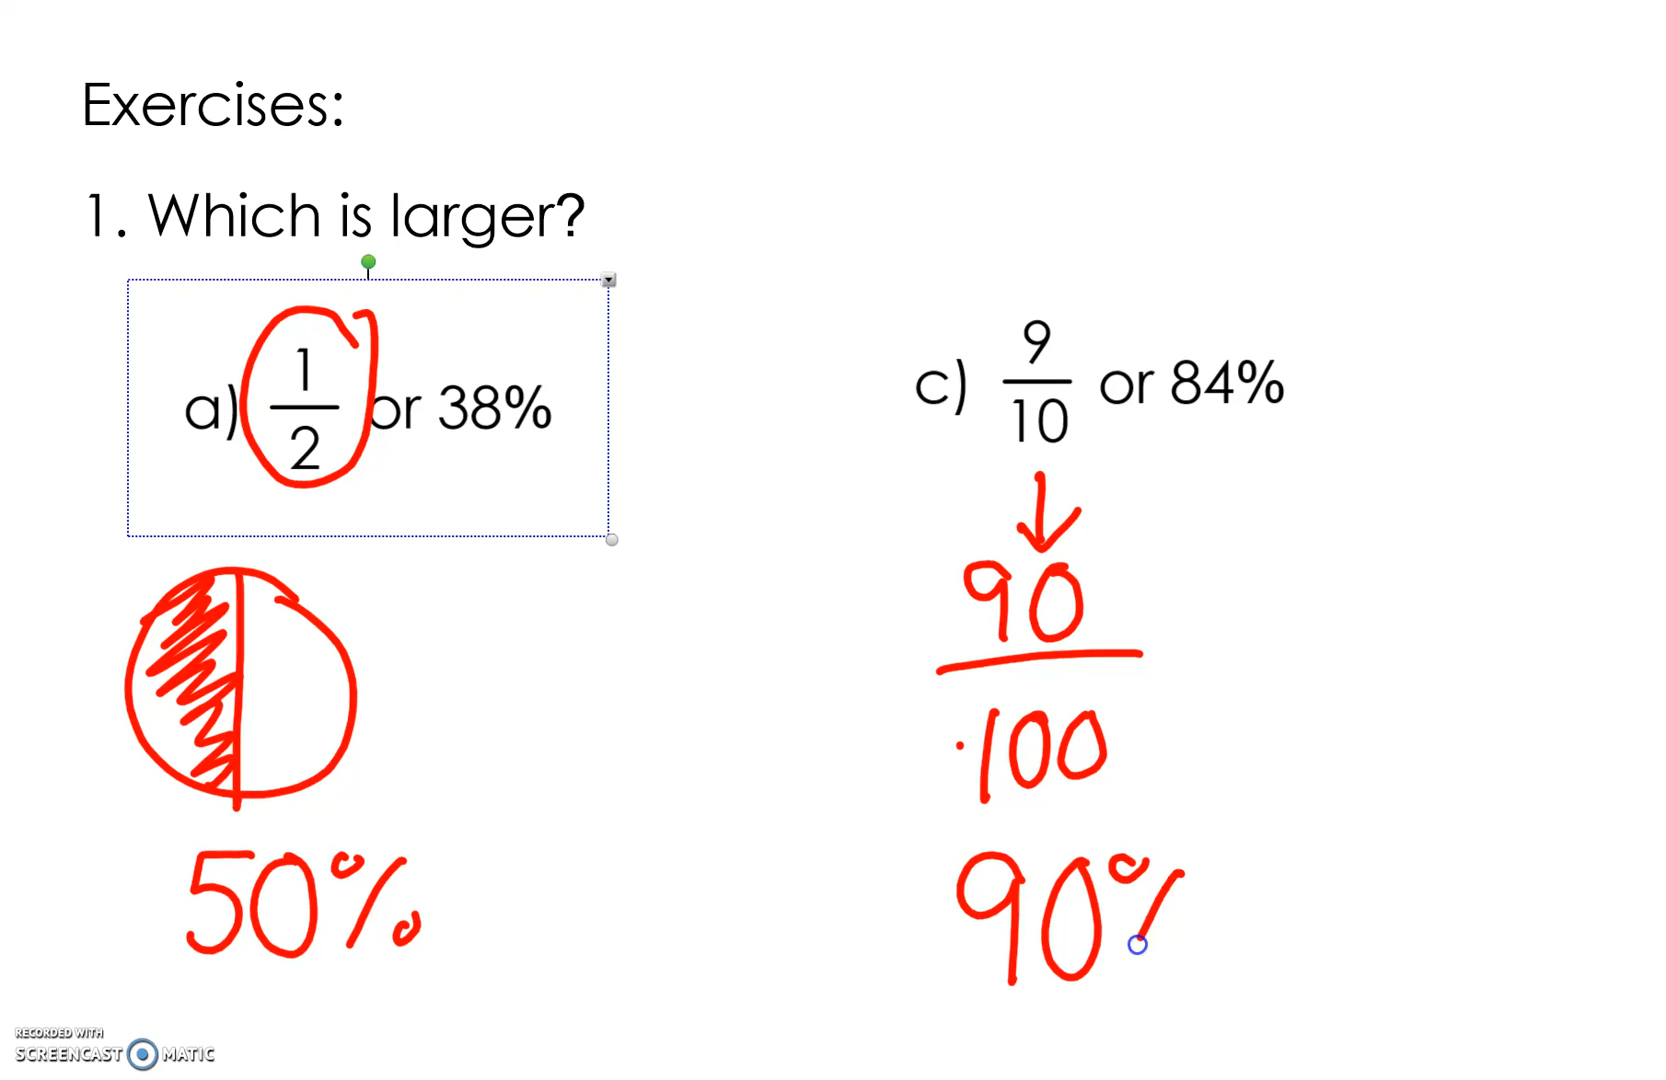 Exercises:
1. Which is larger?
a) 1/2 or 38%
50%
c) 9/10 or 84%
90
100
90%
RECORDED WITH
SCREENCAST MATIC